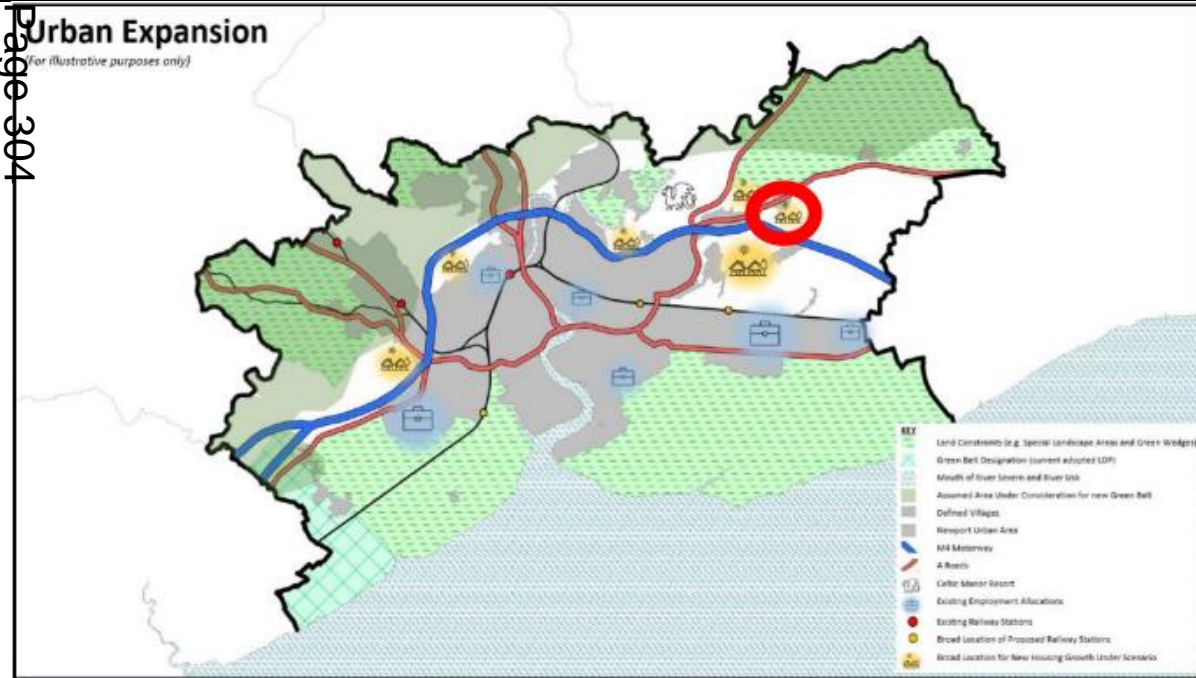 Page 304
Urban Expansion
(For illustrative purposes only)
KEY
Land Constraints (e.g. Special Landscape Areas and Green Wedges)
Green Belt Designation (current adopted LDP)
Mouth of River Severn and River Usk
Assumed Area Under Consideration for new Green Belt
Defined Villages
Newport Urban Area
M4 Motorway
A Roads
Celtic Manor Resort
Existing Employment Allocations
Existing Railway Stations
Broad Location of Proposed Railway Stations
Broad Location for New Housing Growth Under Scenario